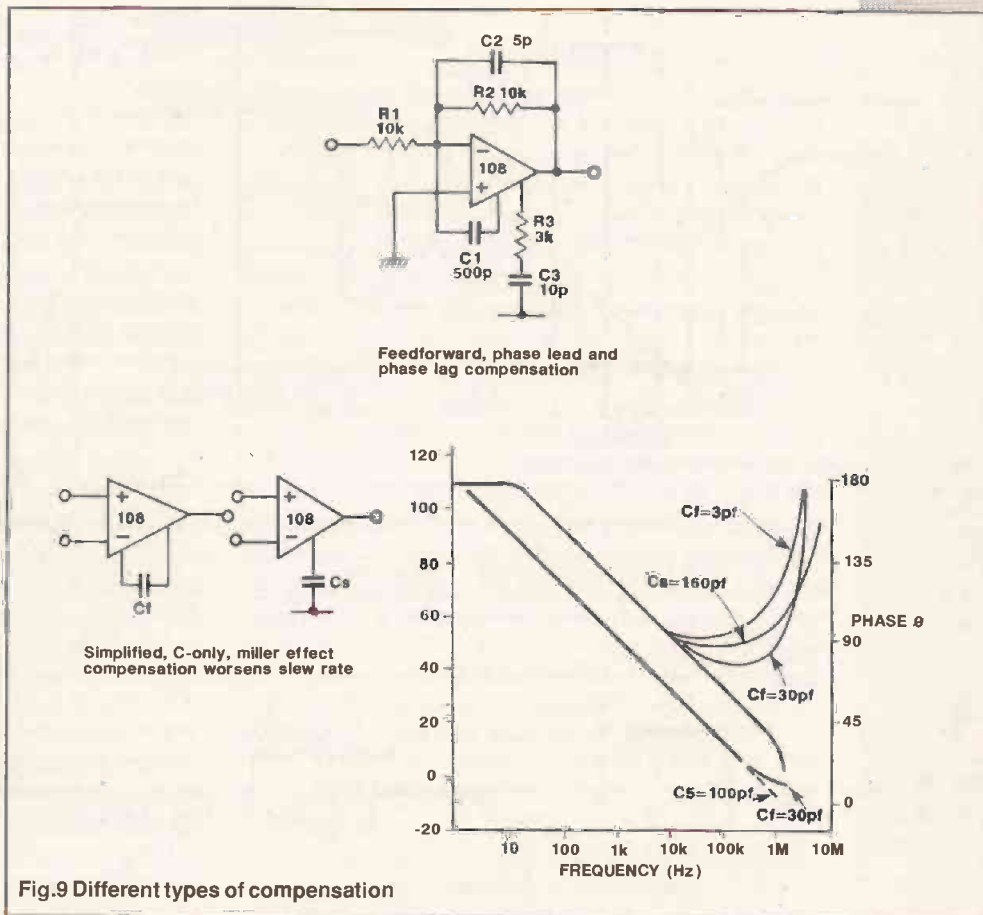 C2 5p
R2 10k
R1
10k
−
108
+
R3
3k
C1
500p
C3
10p
Feedforward, phase lead and
phase lag compensation
+
108
−
Cf
+
108
−
Cs
Simplified, C-only, miller effect
compensation worsens slew rate
120
100
80
60
40
20
0
-20
10
100
1k
10k
100k
1M
10M
FREQUENCY (Hz)
180
135
90
45
0
PHASE θ
Cf=3pf
Cs=160pf
Cf=30pf
C5=100pf
Cf=30pf
Fig.9 Different types of compensation